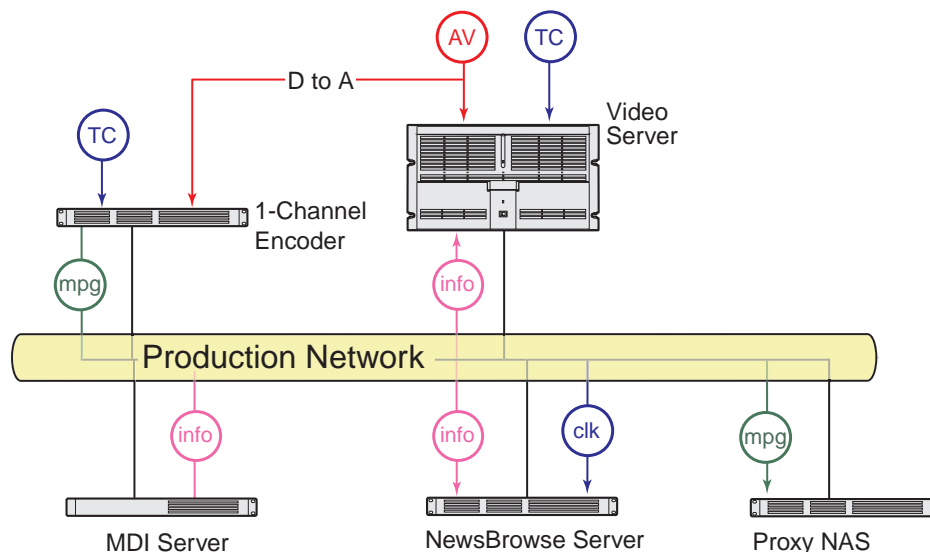 AV
TC
D to A
Video
Server
TC
1-Channel
Encoder
mpg
info
Production Network
info
info
clk
mpg
MDI Server
NewsBrowse Server
Proxy NAS